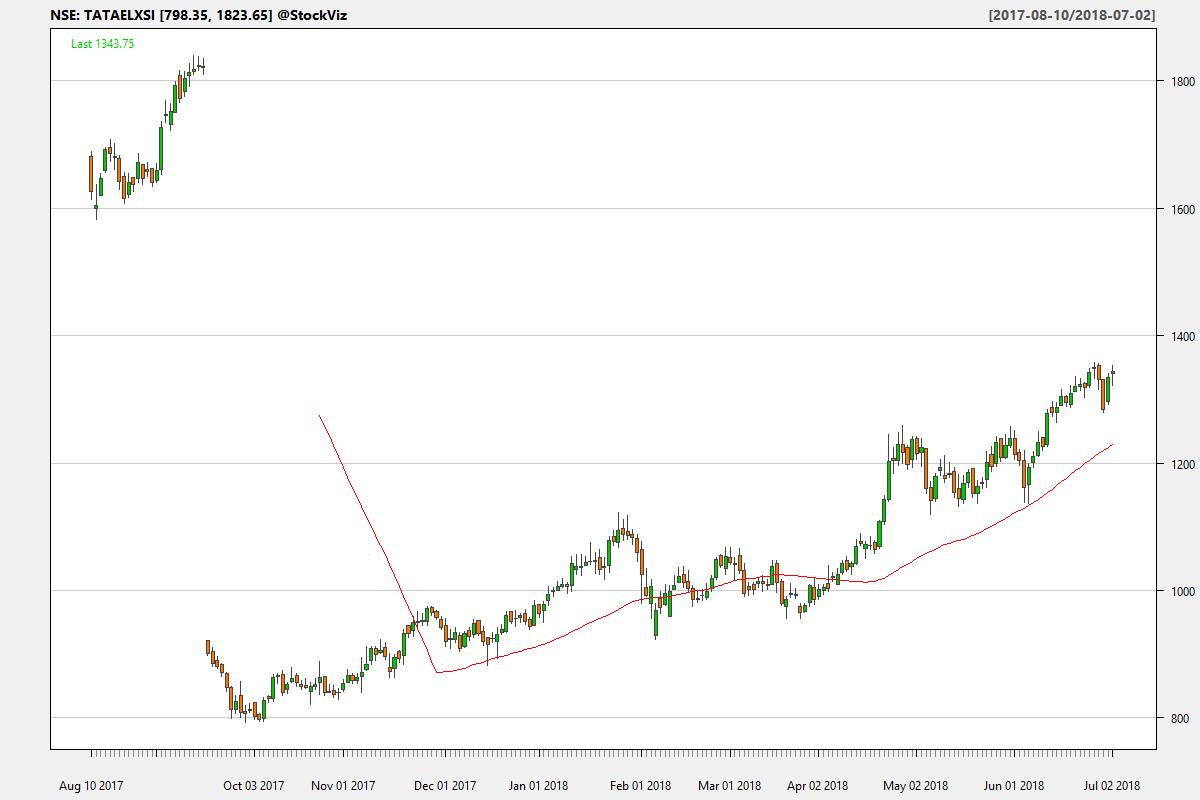 NSE: TATAELXSI [798.35, 1823.65] @StockViz
[2017-08-10/2018-07-02]
Last 1343.75
1800
1600
1400
1200
1000
800
Aug 10 2017
Oct 03 2017
Nov 01 2017
Dec 01 2017
Jan 01 2018
Feb 01 2018
Mar 01 2018
Apr 02 2018
May 02 2018
Jun 01 2018
Jul 02 2018